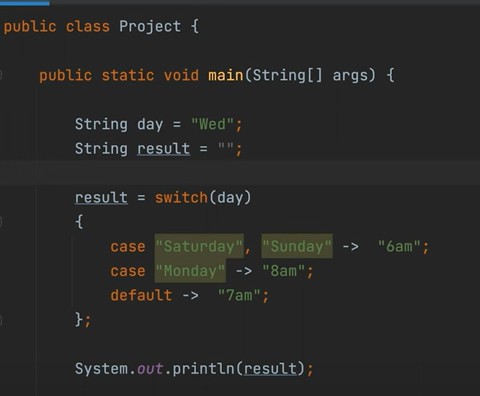 public class Project {
public static void main(String[] args) {
String day = "Wed";
String result = "";
result = switch(day)
{
case "Saturday", "Sunday" -> "6am";
case "Monday" -> "8am";
default -> "7am";
};
System.out.println(result);